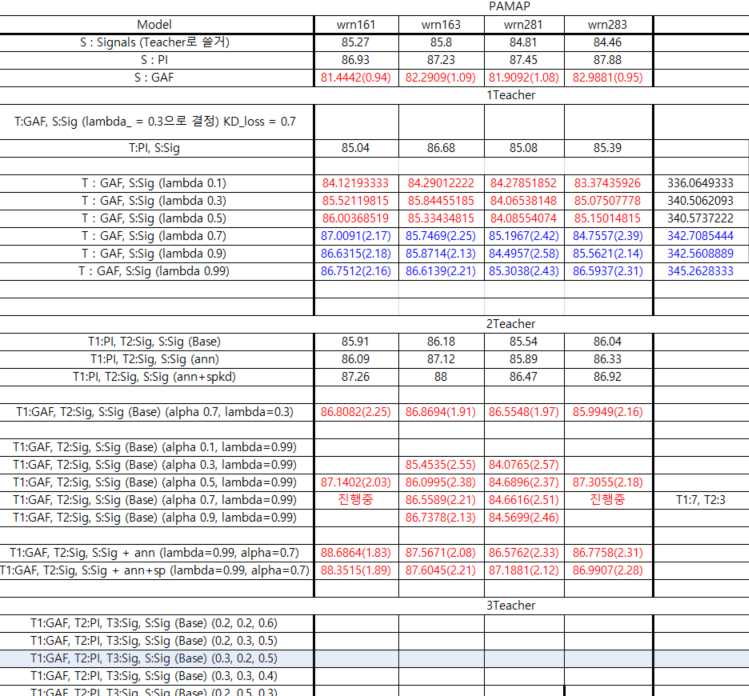 PAMAP
Model wrn161 wrn163 wrn281 wrn283
S : Signals (Teacher로 쓸거) 85.27 85.8 84.81 84.46
S : PI 86.93 87.23 87.45 87.88
S : GAF 81.4442(0.94) 82.2909(1.09) 81.9092(1.08) 82.9881(0.95)
1Teacher
T:GAF, S:Sig (lambda_ = 0.3으로 결정) KD_loss = 0.7
T:PI, S:Sig 85.04 86.68 85.08 85.39
T : GAF, S:Sig (lambda 0.1) 84.12193333 84.29012222 84.27851852 83.37435926 336.0649333
T : GAF, S:Sig (lambda 0.3) 85.52119815 85.84455185 84.06538148 85.07507778 340.5062093
T : GAF, S:Sig (lambda 0.5) 86.00368519 85.33434815 84.08554074 85.15014815 340.5737222
T : GAF, S:Sig (lambda 0.7) 87.0091(2.17) 85.7469(2.25) 85.1967(2.42) 84.7557(2.39) 342.7085444
T : GAF, S:Sig (lambda 0.9) 86.6315(2.18) 85.8714(2.13) 84.4957(2.58) 85.5621(2.14) 342.5608889
T : GAF, S:Sig (lambda 0.99) 86.7512(2.16) 86.6139(2.21) 85.3038(2.43) 86.5937(2.31) 345.2628333
2Teacher
T1:PI, T2:Sig, S:Sig (Base) 85.91 86.18 85.54 86.04
T1:PI, T2:Sig, S:Sig (ann) 86.09 87.12 85.89 86.33
T1:PI, T2:Sig, S:Sig (ann+spkd) 87.26 88 86.47 86.92
T1:GAF, T2:Sig, S:Sig (Base) (alpha 0.7, lambda=0.3) 86.8082(2.25) 86.8694(1.91) 86.5548(1.97) 85.9949(2.16)
T1:GAF, T2:Sig, S:Sig (Base) (alpha 0.1, lambda=0.99)
T1:GAF, T2:Sig, S:Sig (Base) (alpha 0.3, lambda=0.99) 85.4535(2.55) 84.0765(2.57)
T1:GAF, T2:Sig, S:Sig (Base) (alpha 0.5, lambda=0.99) 87.1402(2.03) 86.0995(2.38) 84.6896(2.37) 87.3055(2.18)
T1:GAF, T2:Sig, S:Sig (Base) (alpha 0.7, lambda=0.99) 진행중 86.5589(2.21) 84.6616(2.51) 진행중 T1:7, T2:3
T1:GAF, T2:Sig, S:Sig (Base) (alpha 0.9, lambda=0.99) 86.7378(2.13) 84.5699(2.46)
T1:GAF, T2:Sig, S:Sig + ann (lambda=0.99, alpha=0.7) 88.6864(1.83) 87.5671(2.08) 86.5762(2.33) 86.7758(2.31)
T1:GAF, T2:Sig, S:Sig + ann+sp (lambda=0.99, alpha=0.7) 88.3515(1.89) 87.6045(2.21) 87.1881(2.12) 86.9907(2.28)
3Teacher
T1:GAF, T2:PI, T3:Sig, S:Sig (Base) (0.2, 0.2, 0.6)
T1:GAF, T2:PI, T3:Sig, S:Sig (Base) (0.2, 0.3, 0.5)
T1:GAF, T2:PI, T3:Sig, S:Sig (Base) (0.3, 0.2, 0.5)
T1:GAF, T2:PI, T3:Sig, S:Sig (Base) (0.3, 0.3, 0.4)
T1:GAF, T2:PI, T3:Sig, S:Sig (Base) (0.2, 0.5, 0.3)